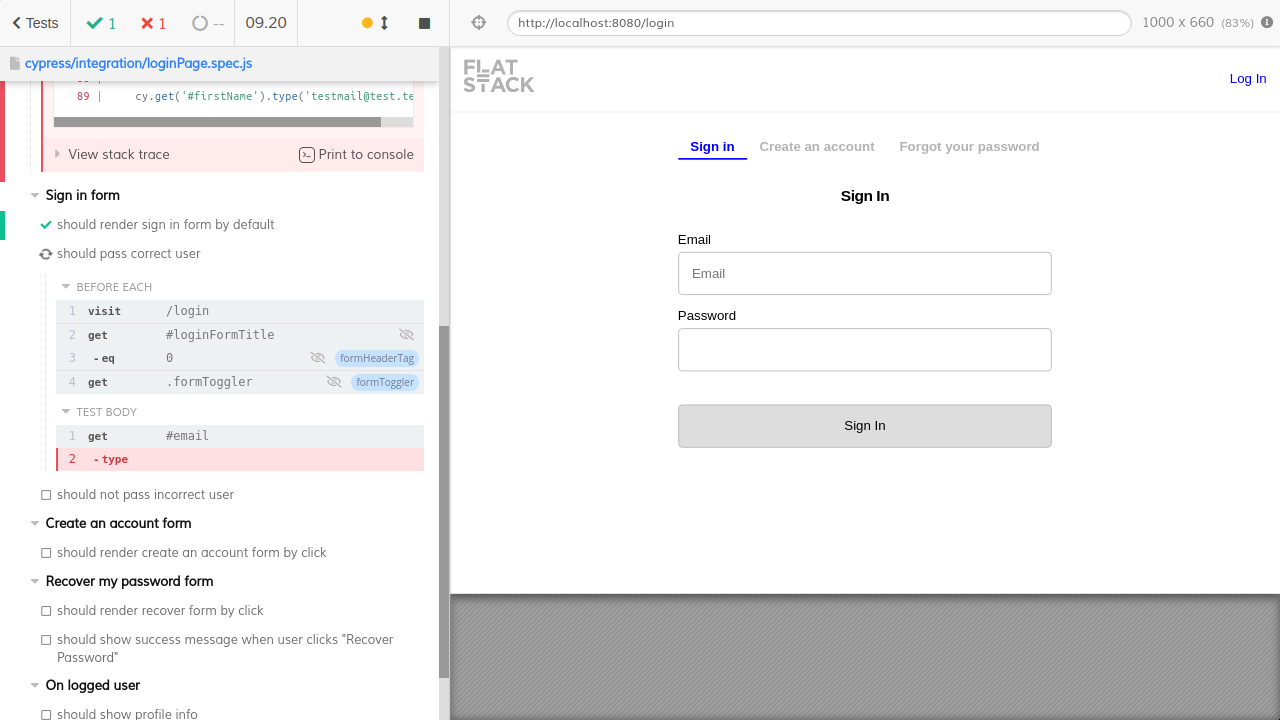 Tests 1 1 -- 09.20
http://localhost:8080/login
1000 x 660 (83%)
cypress/integration/loginPage.spec.js
89 | cy.get('#firstName').type('testmail@test.te
View stack trace Print to console
Sign in form
should render sign in form by default
should pass correct user
BEFORE EACH
1 visit /login
2 get #loginFormTitle
3 -eq 0 formHeaderTag
4 get .formToggler formToggler
TEST BODY
1 get #email
2 -type
should not pass incorrect user
Create an account form
should render create an account form by click
Recover my password form
should render recover form by click
should show success message when user clicks "Recover
Password"
On logged user
should show profile info
FLAT
STACK
Log In
Sign in Create an account Forgot your password
Sign In
Email
Email
Password
Sign In